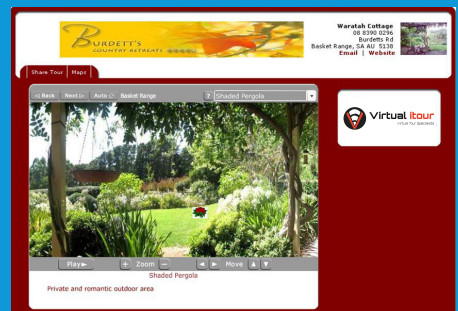 BURDETT'S
COUNTRY RETREATS
Waratah Cottage
08 8390 0296
Burdetts Rd
Basket Range, SA AU 5138
Email | Website
Share Tour | Maps
Back Next Auto Basket Range ? Shaded Pergola
Virtual itour
Virtual Tour Specialists
Play + Zoom - Move
Shaded Pergola
Private and romantic outdoor area